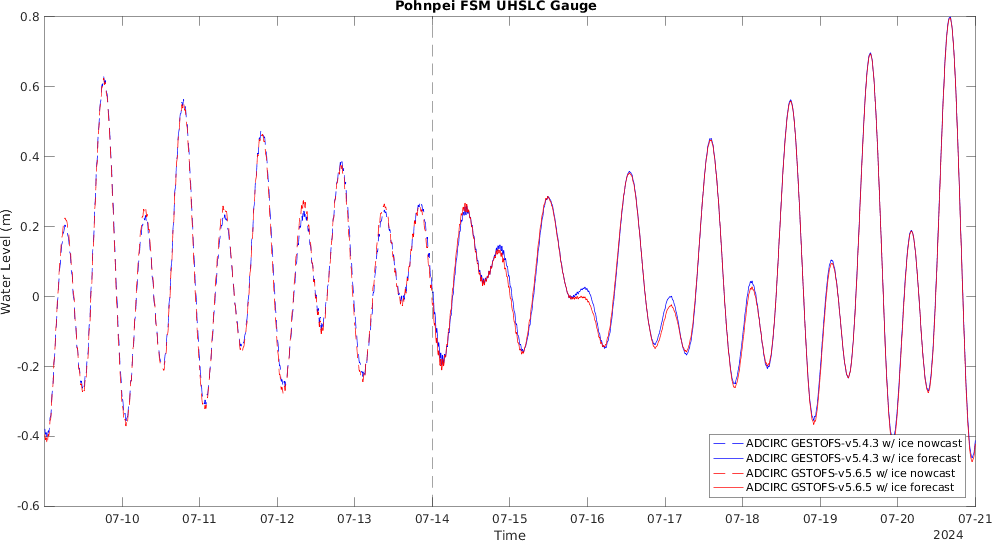 Pohnpei FSM UHSLC Gauge
Water Level (m)
0.8
0.6
0.4
0.2
0
-0.2
-0.4
-0.6
ADCIRC GESTOFS-v5.4.3 w/ ice nowcast
ADCIRC GESTOFS-v5.4.3 w/ ice forecast
ADCIRC GSTOFS-v5.6.5 w/ ice nowcast
ADCIRC GSTOFS-v5.6.5 w/ ice forecast
07-10 07-11 07-12 07-13 07-14 07-15 07-16 07-17 07-18 07-19 07-20 07-21
Time
2024